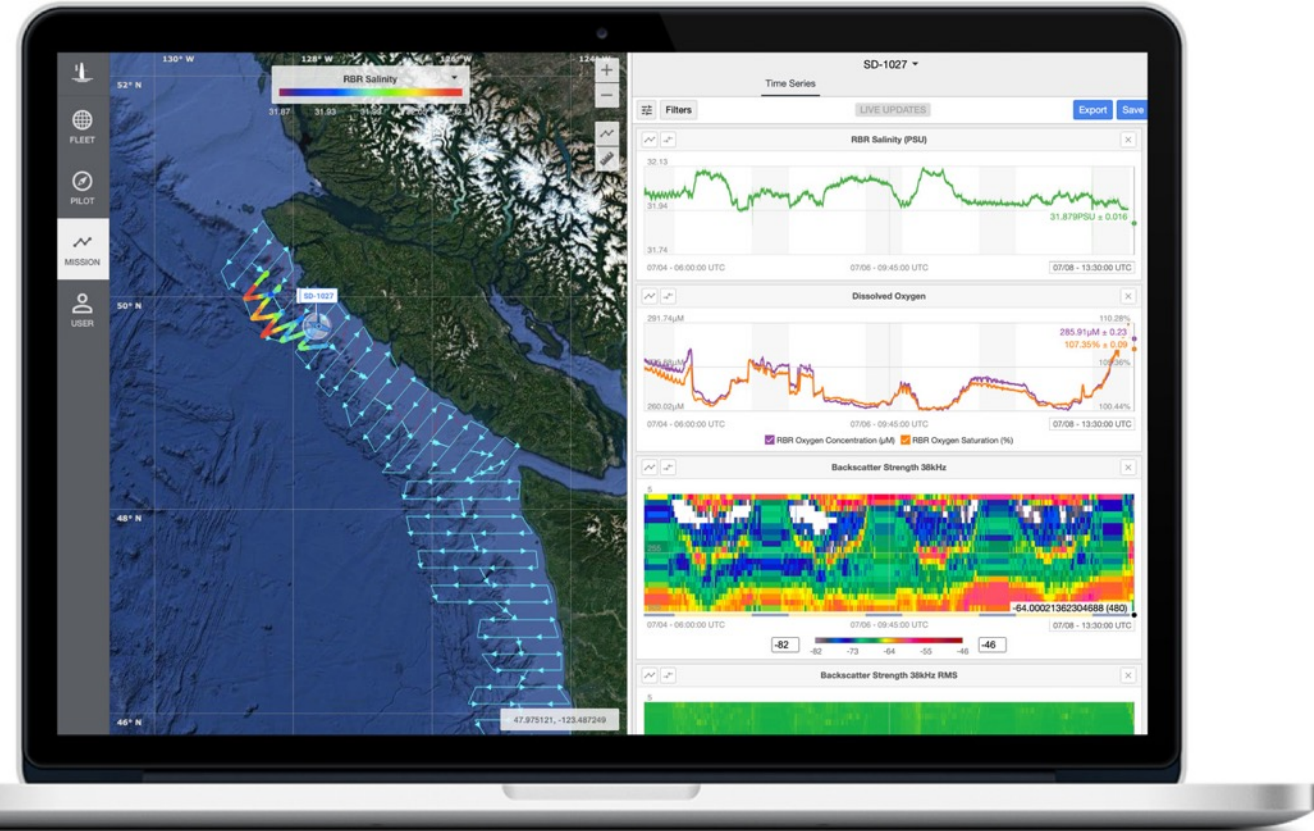 FLEET
PILOT
MISSION
USER
130° W
128° W
126° W
124° W
52° N
50° N
48° N
46° N
RBR Salinity
31.87
31.93
SD-1027
47.975121, -123.487249
SD-1027
Time Series
Filters
LIVE UPDATES
Export
Save
RBR Salinity (PSU)
32.13
31.94
31.74
31.879PSU ± 0.016
07/04 - 06:00:00 UTC
07/06 - 09:45:00 UTC
07/08 - 13:30:00 UTC
Dissolved Oxygen
291.74µM
110.28%
285.91µM ± 0.23
107.35% ± 0.09
260.02µM
100.44%
07/04 - 06:00:00 UTC
07/06 - 09:45:00 UTC
07/08 - 13:30:00 UTC
RBR Oxygen Concentration (µM)
RBR Oxygen Saturation (%)
Backscatter Strength 38kHz
5
255
-64.00021362304688 (480)
07/04 - 06:00:00 UTC
07/06 - 09:45:00 UTC
07/08 - 13:30:00 UTC
-82
-82
-73
-64
-55
-46
-46
Backscatter Strength 38kHz RMS
5